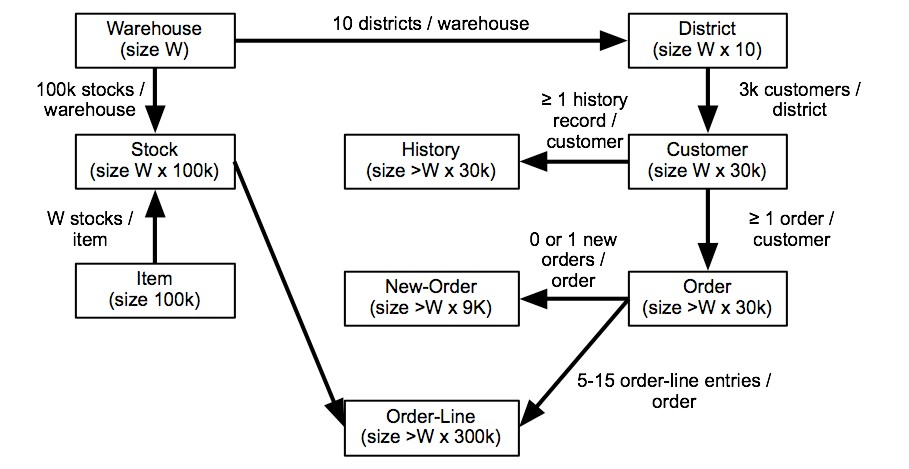 Warehouse
(size W)
10 districts / warehouse
District
(size W x 10)
100k stocks /
warehouse
3k customers /
district
≥ 1 history
record /
customer
Stock
(size W x 100k)
History
(size >W x 30k)
Customer
(size W x 30k)
W stocks /
item
≥ 1 order /
customer
0 or 1 new
orders /
order
Item
(size 100k)
New-Order
(size >W x 9K)
Order
(size >W x 30k)
5-15 order-line entries /
order
Order-Line
(size >W x 300k)